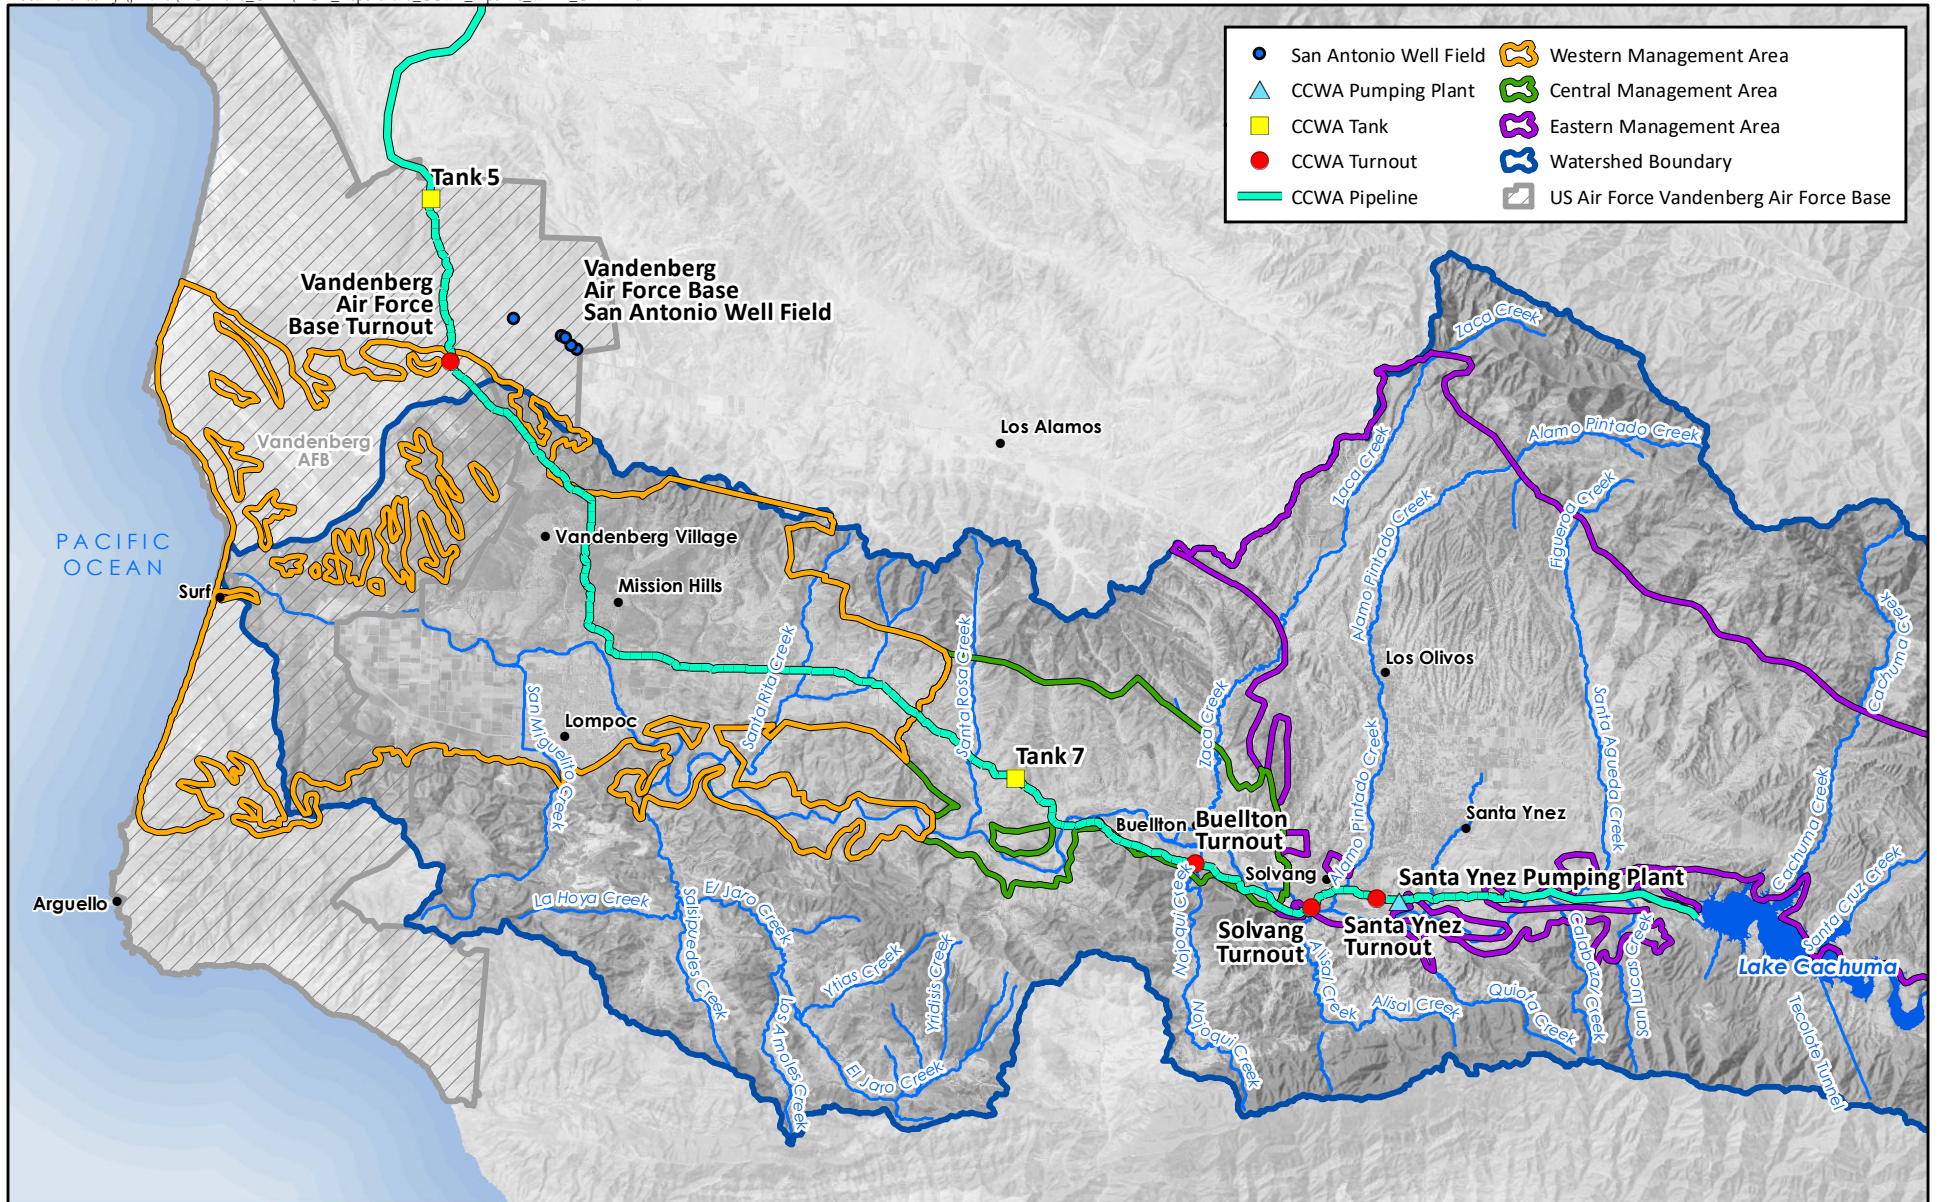 San Antonio Well Field
CCWA Pumping Plant
CCWA Tank
CCWA Turnout
CCWA Pipeline
Western Management Area
Central Management Area
Eastern Management Area
Watershed Boundary
US Air Force Vandenberg Air Force Base
Tank 5
Vandenberg
Air Force
Base Turnout
Vandenberg
Air Force Base
San Antonio Well Field
Zaca Creek
Los Alamos
Alamo Pintado Creek
Vandenberg
AFB
Zaca Creek
Alamo Pintado Creek
Figueroa Creek
PACIFIC
OCEAN
Vandenberg Village
Surf
Mission Hills
Santa Rita Creek
Santa Rosa Creek
Alamo Pintado Creek
Cachuma Creek
Los Olivos
San Miguelito Creek
Lompoc
Zaca Creek
Santa Agueda Creek
Tank 7
Alamo Pintado Creek
Cachuma Creek
Buellton
Buellton
Turnout
Santa Ynez
Solvang
Santa Ynez Pumping Plant
Santa Cruz Creek
Arguello
La Hoya Creek
Salsipuedes Creek
El Jaro Creek
Ytias Creek
Yridisis Creek
Nojoqui Creek
Solvang
Turnout
Santa Ynez
Turnout
Alisal Creek
Alisal Creek
Quiota Creek
Calabazal Creek
San Lucas Creek
Lake Cachuma
Tecolote Tunnel
Los Amoles Creek
El Jaro Creek
Nojoqui Creek